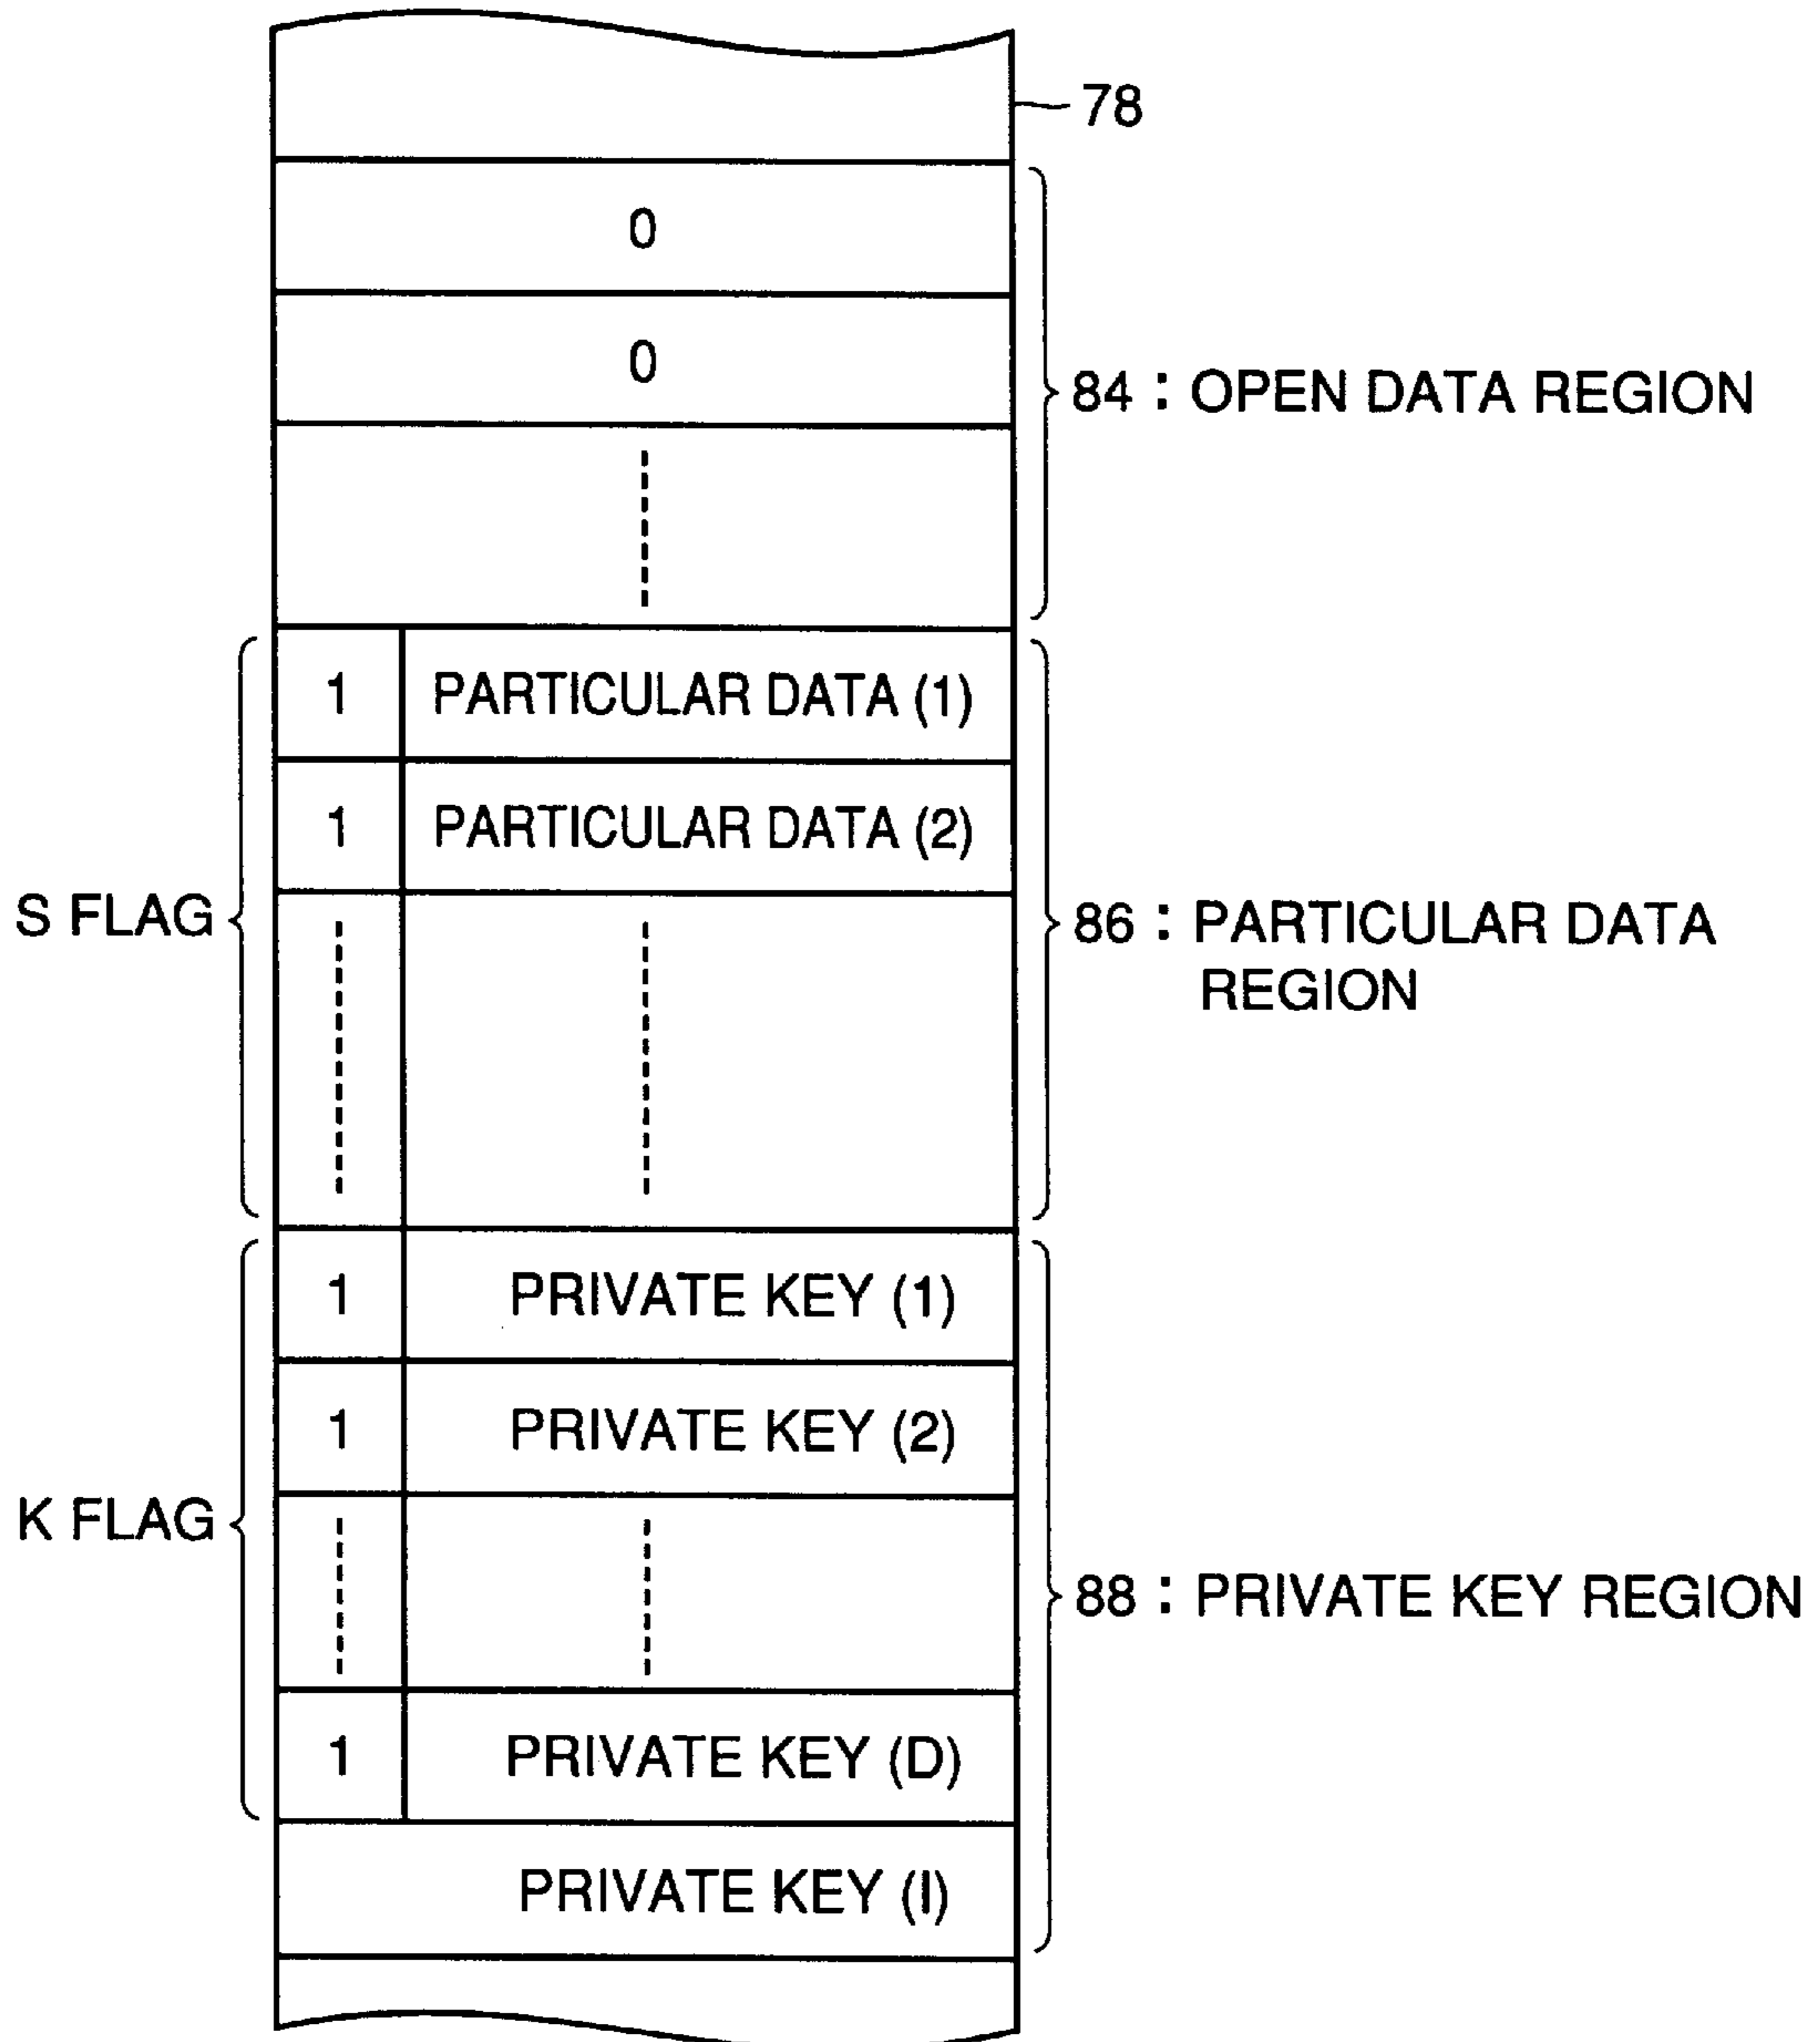 78
0
0
84 : OPEN DATA REGION
1 PARTICULAR DATA (1)
1 PARTICULAR DATA (2)
S FLAG
86 : PARTICULAR DATA
REGION
1 PRIVATE KEY (1)
1 PRIVATE KEY (2)
K FLAG
88 : PRIVATE KEY REGION
1 PRIVATE KEY (D)
PRIVATE KEY (I)